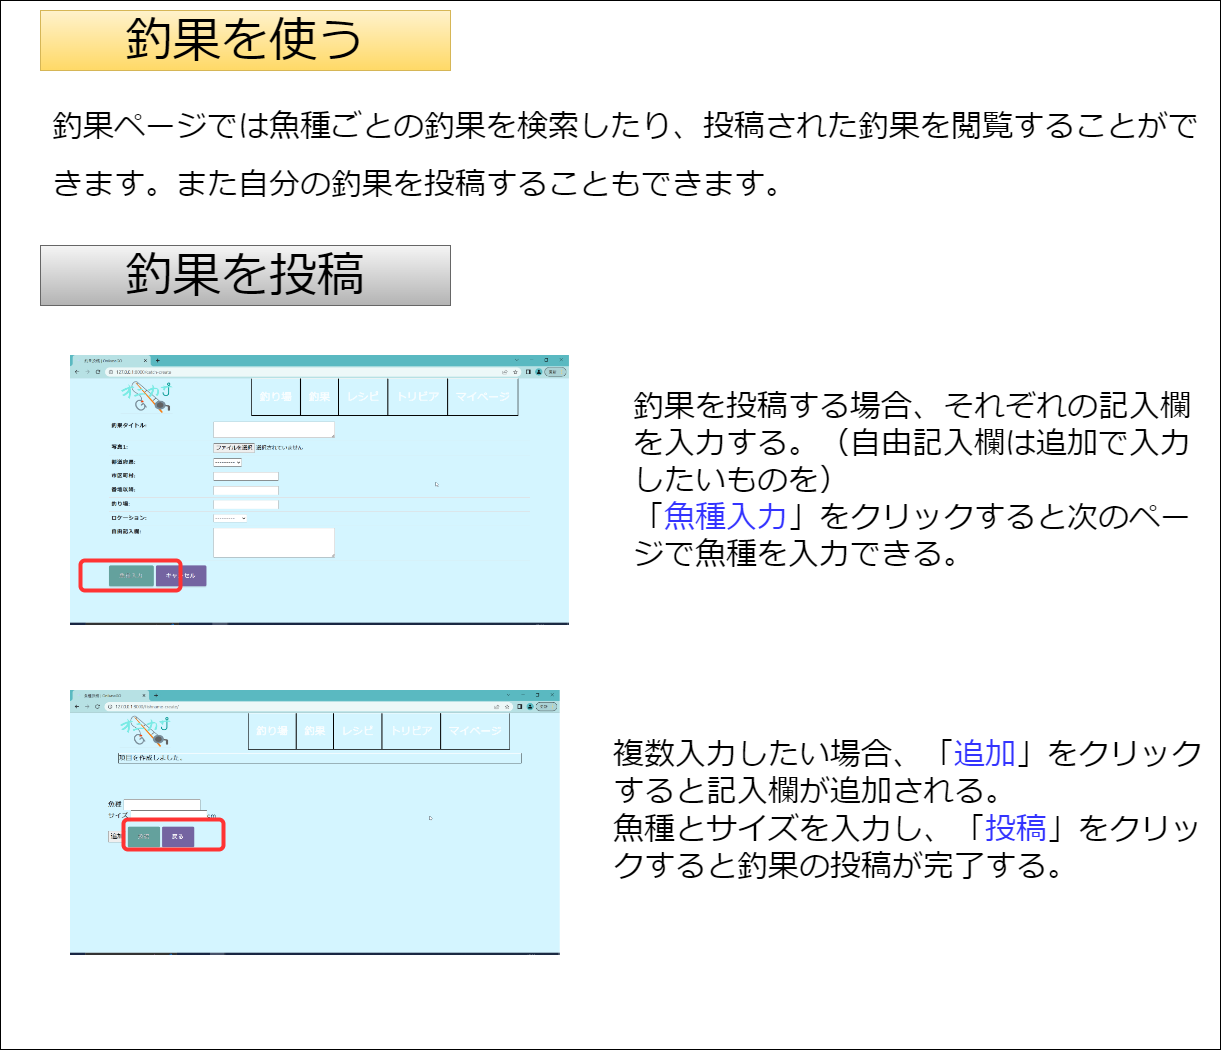 釣果を使う
釣果ページでは魚種ごとの釣果を検索したり、投稿された釣果を閲覧することがで
きます。また自分の釣果を投稿することもできます。
釣果を投稿
釣り場 釣果 レシピ トリビア マイページ
釣果タイトル:
写真1:
ファイルを選択 選択されていません
都道府県:
市区町村:
番地以降:
釣り場:
ロケーション:
自由記入欄:
キャンセル
釣果を投稿する場合、それぞれの記入欄
を入力する。（自由記入欄は追加で入力
したいものを）
「魚種入力」をクリックすると次のペー
ジで魚種を入力できる。
釣り場 釣果 レシピ トリビア マイページ
項目を作成しました。
魚種
サイズ cm
追加 戻る
複数入力したい場合、「追加」をクリック
すると記入欄が追加される。
魚種とサイズを入力し、「投稿」をクリッ
クすると釣果の投稿が完了する。